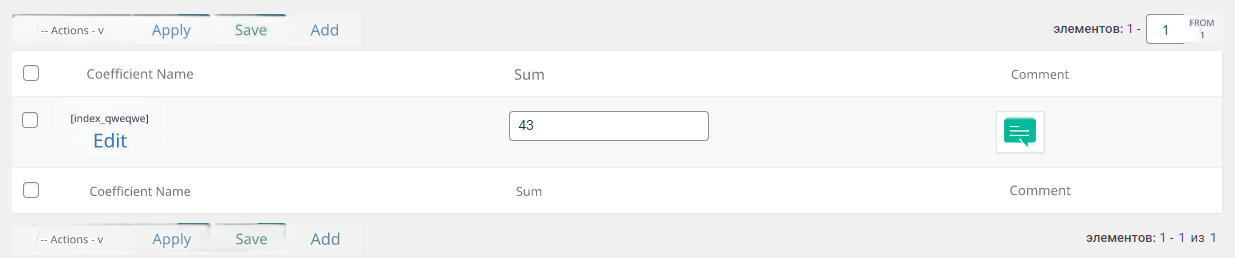 -- Actions - v Apply Save Add элементов: 1 - 1 FROM 1
Coefficient Name Sum Comment
[index_qweqwe]
Edit 43
Coefficient Name Sum Comment
-- Actions - v Apply Save Add элементов: 1 - 1 из 1